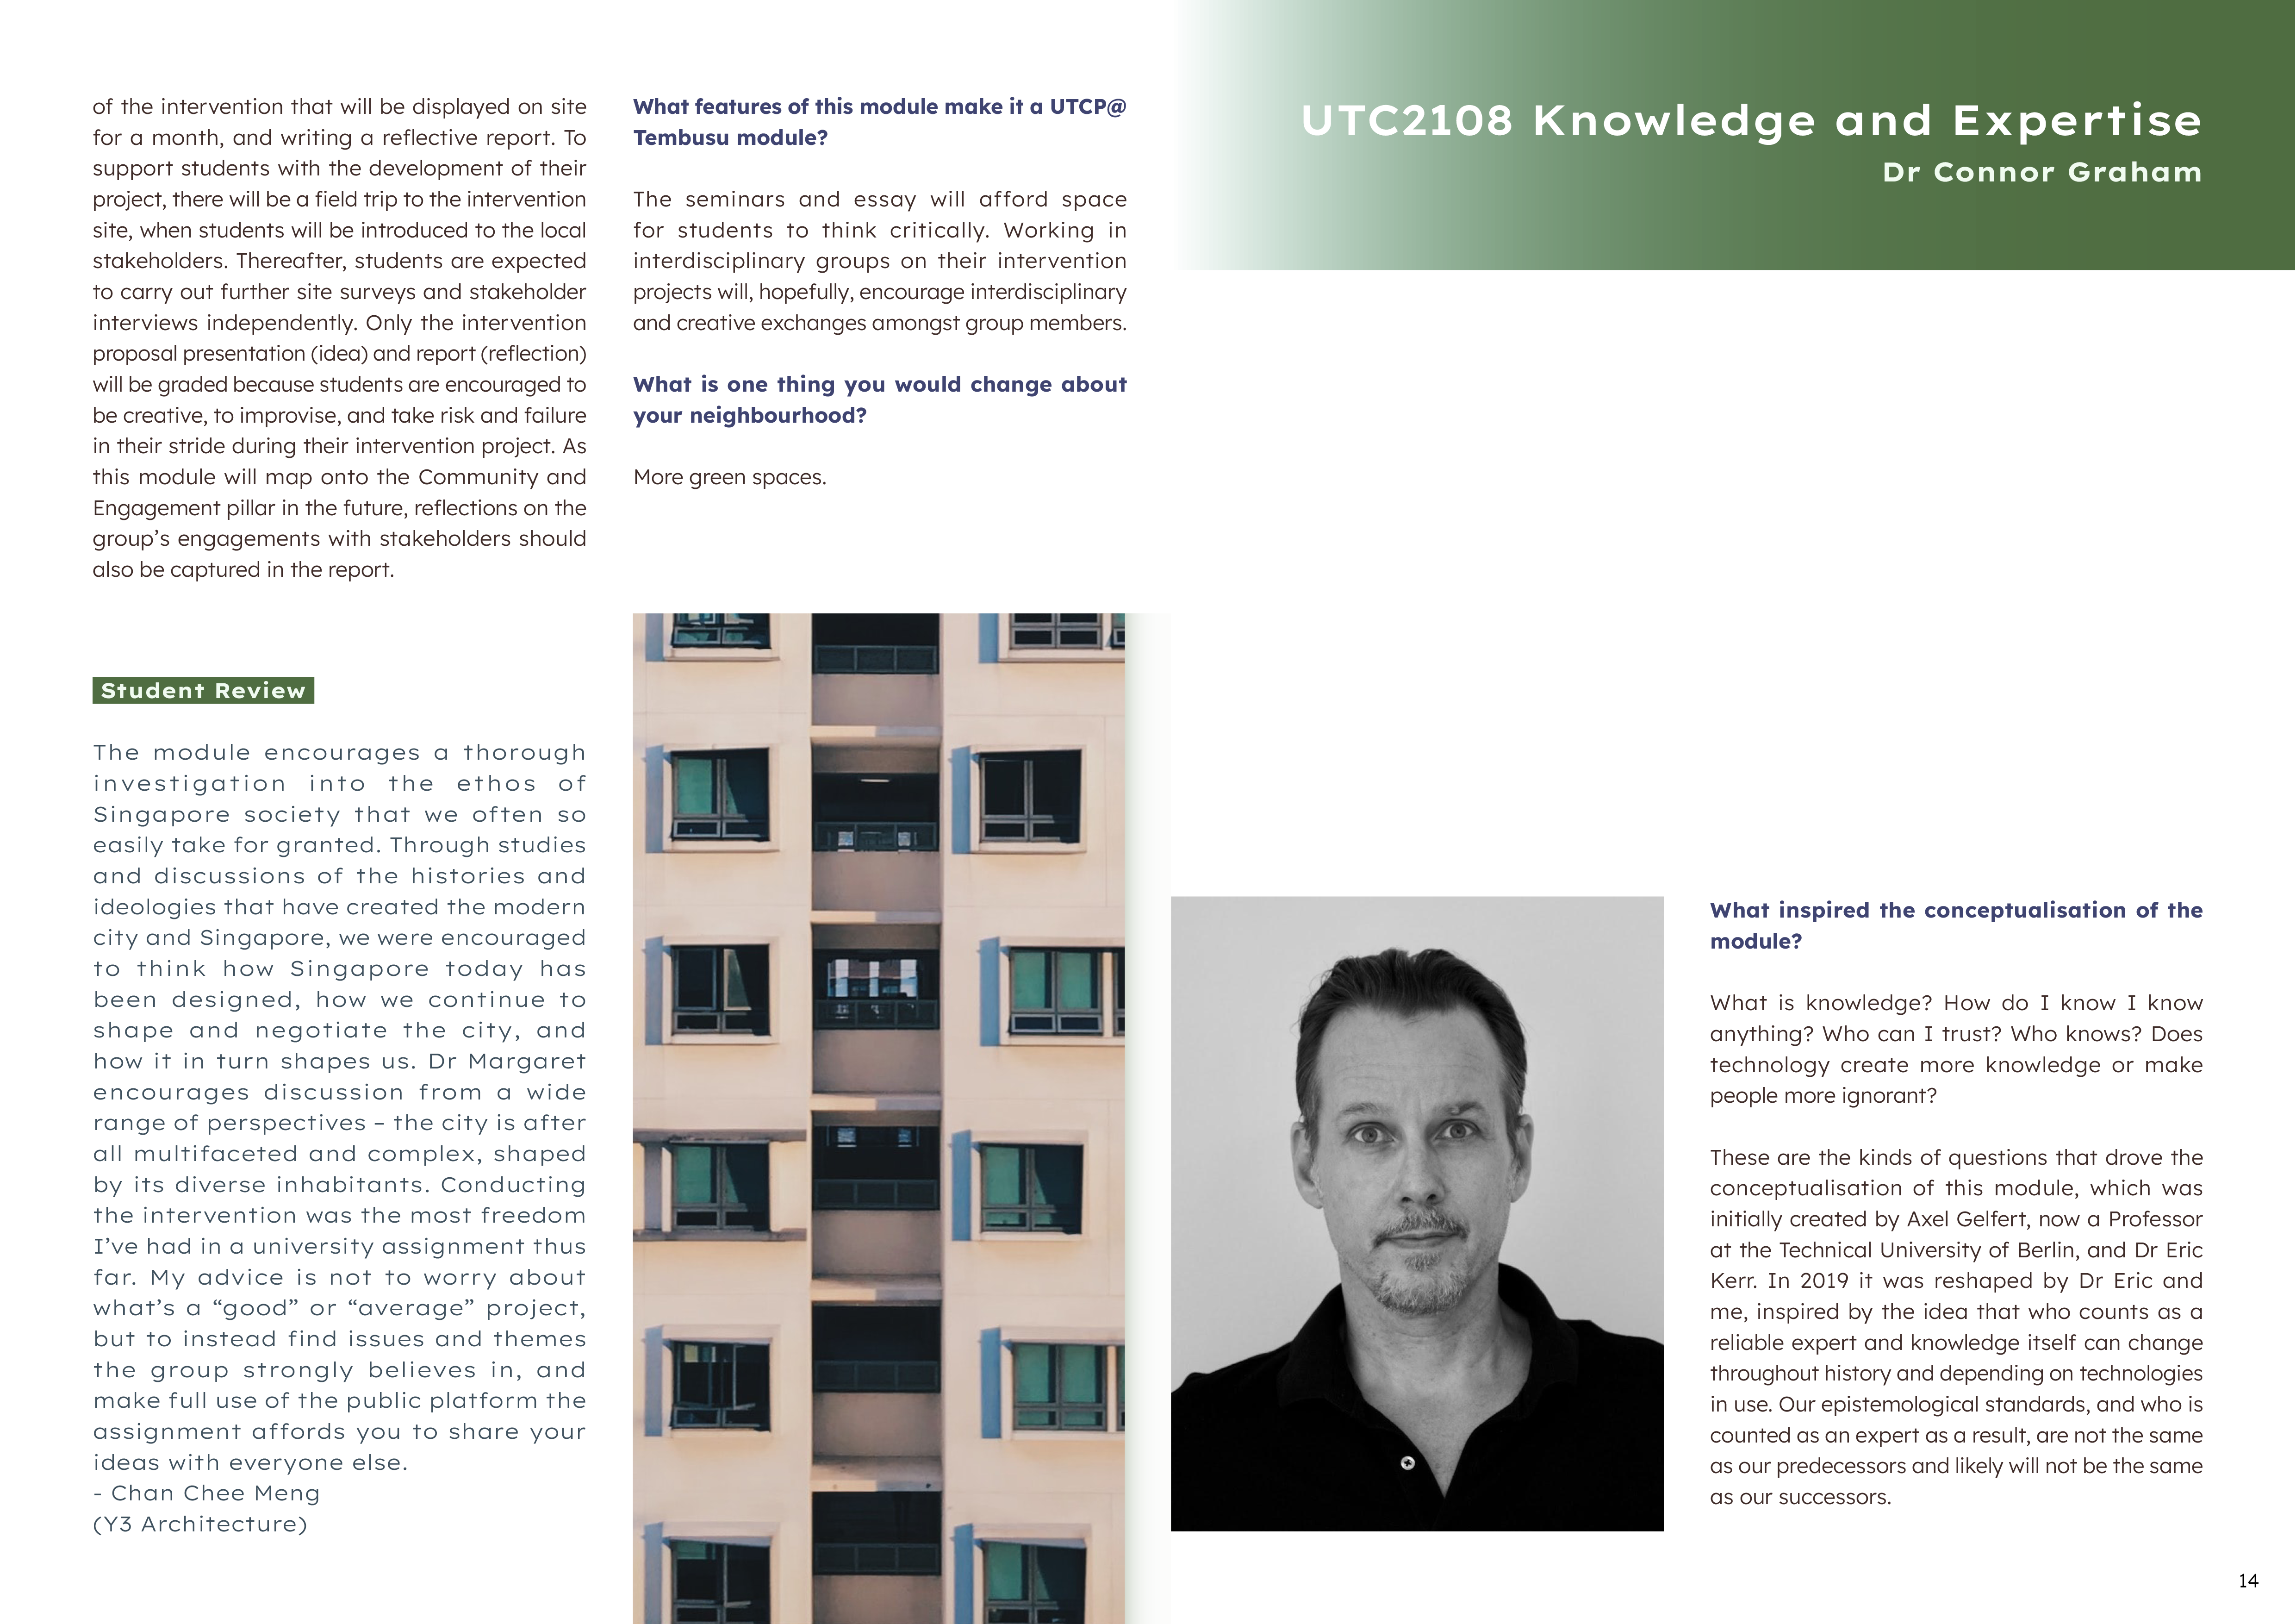 of the intervention that will be displayed on site
for a month, and writing a reflective report. To
support students with the development of their
project, there will be a field trip to the intervention
site, when students will be introduced to the local
stakeholders. Thereafter, students are expected
to carry out further site surveys and stakeholder
interviews independently. Only the intervention
proposal presentation (idea) and report (reflection)
will be graded because students are encouraged to
be creative, to improvise, and take risk and failure
in their stride during their intervention project. As
this module will map onto the Community and
Engagement pillar in the future, reflections on the
group’s engagements with stakeholders should
also be captured in the report.
Student Review
The module encourages a thorough
investigation into the ethos of
Singapore society that we often so
easily take for granted. Through studies
and discussions of the histories and
ideologies that have created the modern
city and Singapore, we were encouraged
to think how Singapore today has
been designed, how we continue to
shape and negotiate the city, and
how it in turn shapes us. Dr Margaret
encourages discussion from a wide
range of perspectives – the city is after
all multifaceted and complex, shaped
by its diverse inhabitants. Conducting
the intervention was the most freedom
I’ve had in a university assignment thus
far. My advice is not to worry about
what’s a “good” or “average” project,
but to instead find issues and themes
the group strongly believes in, and
make full use of the public platform the
assignment affords you to share your
ideas with everyone else.
- Chan Chee Meng
(Y3 Architecture)
What features of this module make it a UTCP@
Tembusu module?
The seminars and essay will afford space
for students to think critically. Working in
interdisciplinary groups on their intervention
projects will, hopefully, encourage interdisciplinary
and creative exchanges amongst group members.
What is one thing you would change about
your neighbourhood?
More green spaces.
UTC2108 Knowledge and Expertise
Dr Connor Graham
What inspired the conceptualisation of the
module?
What is knowledge? How do I know I know
anything? Who can I trust? Who knows? Does
technology create more knowledge or make
people more ignorant?
These are the kinds of questions that drove the
conceptualisation of this module, which was
initially created by Axel Gelfert, now a Professor
at the Technical University of Berlin, and Dr Eric
Kerr. In 2019 it was reshaped by Dr Eric and
me, inspired by the idea that who counts as a
reliable expert and knowledge itself can change
throughout history and depending on technologies
in use. Our epistemological standards, and who is
counted as an expert as a result, are not the same
as our predecessors and likely will not be the same
as our successors.
14